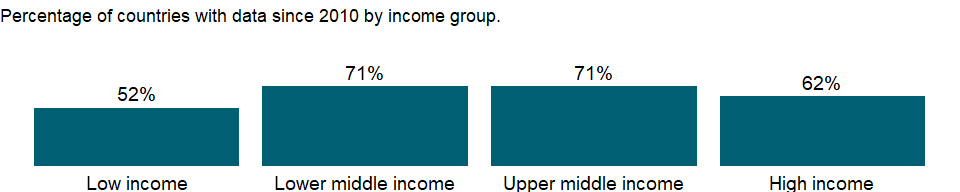 Percentage of countries with data since 2010 by income group.
52%
71%
71%
62%
Low income
Lower middle income
Upper middle income
High income